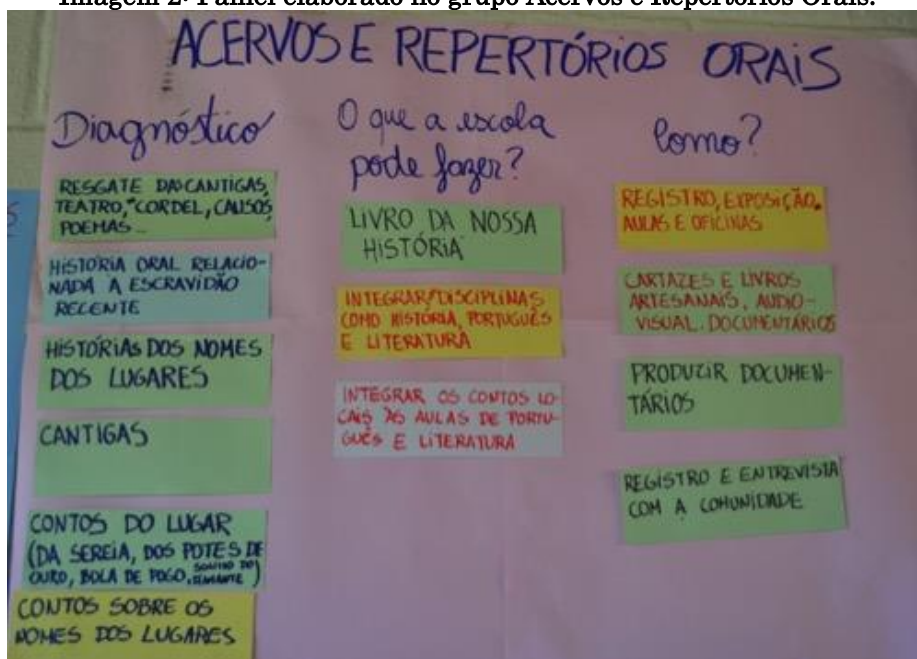 Imagem 2: Painel elaborado no grupo Acervos e Repertórios Orais.
ACERVOS E REPERTÓRIOS ORAIS
Diagnóstico
RESGATE DAS CANTIGAS,
TEATRO, CORDEL, CAUSOS,
POEMAS...
HISTÓRIA ORAL RELACIO-
NADA A ESCRAVIDÃO
RECENTE
HISTÓRIAS DOS NOMES
DOS LUGARES
CANTIGAS
CONTOS DO LUGAR
(DA SEREIA, DOS POTES DE
OURO, BOLA DE FOGO, SONHO DO
DIAMANTE)
CONTOS SOBRE OS
NOMES DOS LUGARES
O que a escola
pode fazer?
LIVRO DA NOSSA
HISTÓRIA
INTEGRAR DISCIPLINAS
COMO HISTÓRIA, PORTUGUÊS
E LITERATURA
INTEGRAR OS CONTOS LO-
CAIS ÀS AULAS DE PORTU-
GUÊS E LITERATURA
Como?
REGISTRO, EXPOSIÇÃO,
AULAS E OFICINAS
CARTAZES E LIVROS
ARTESANAIS, AUDIO-
VISUAL. DOCUMENTÁRIOS
PRODUZIR DOCUMEN-
TÁRIOS
REGISTRO E ENTREVISTA
COM A COMUNIDADE